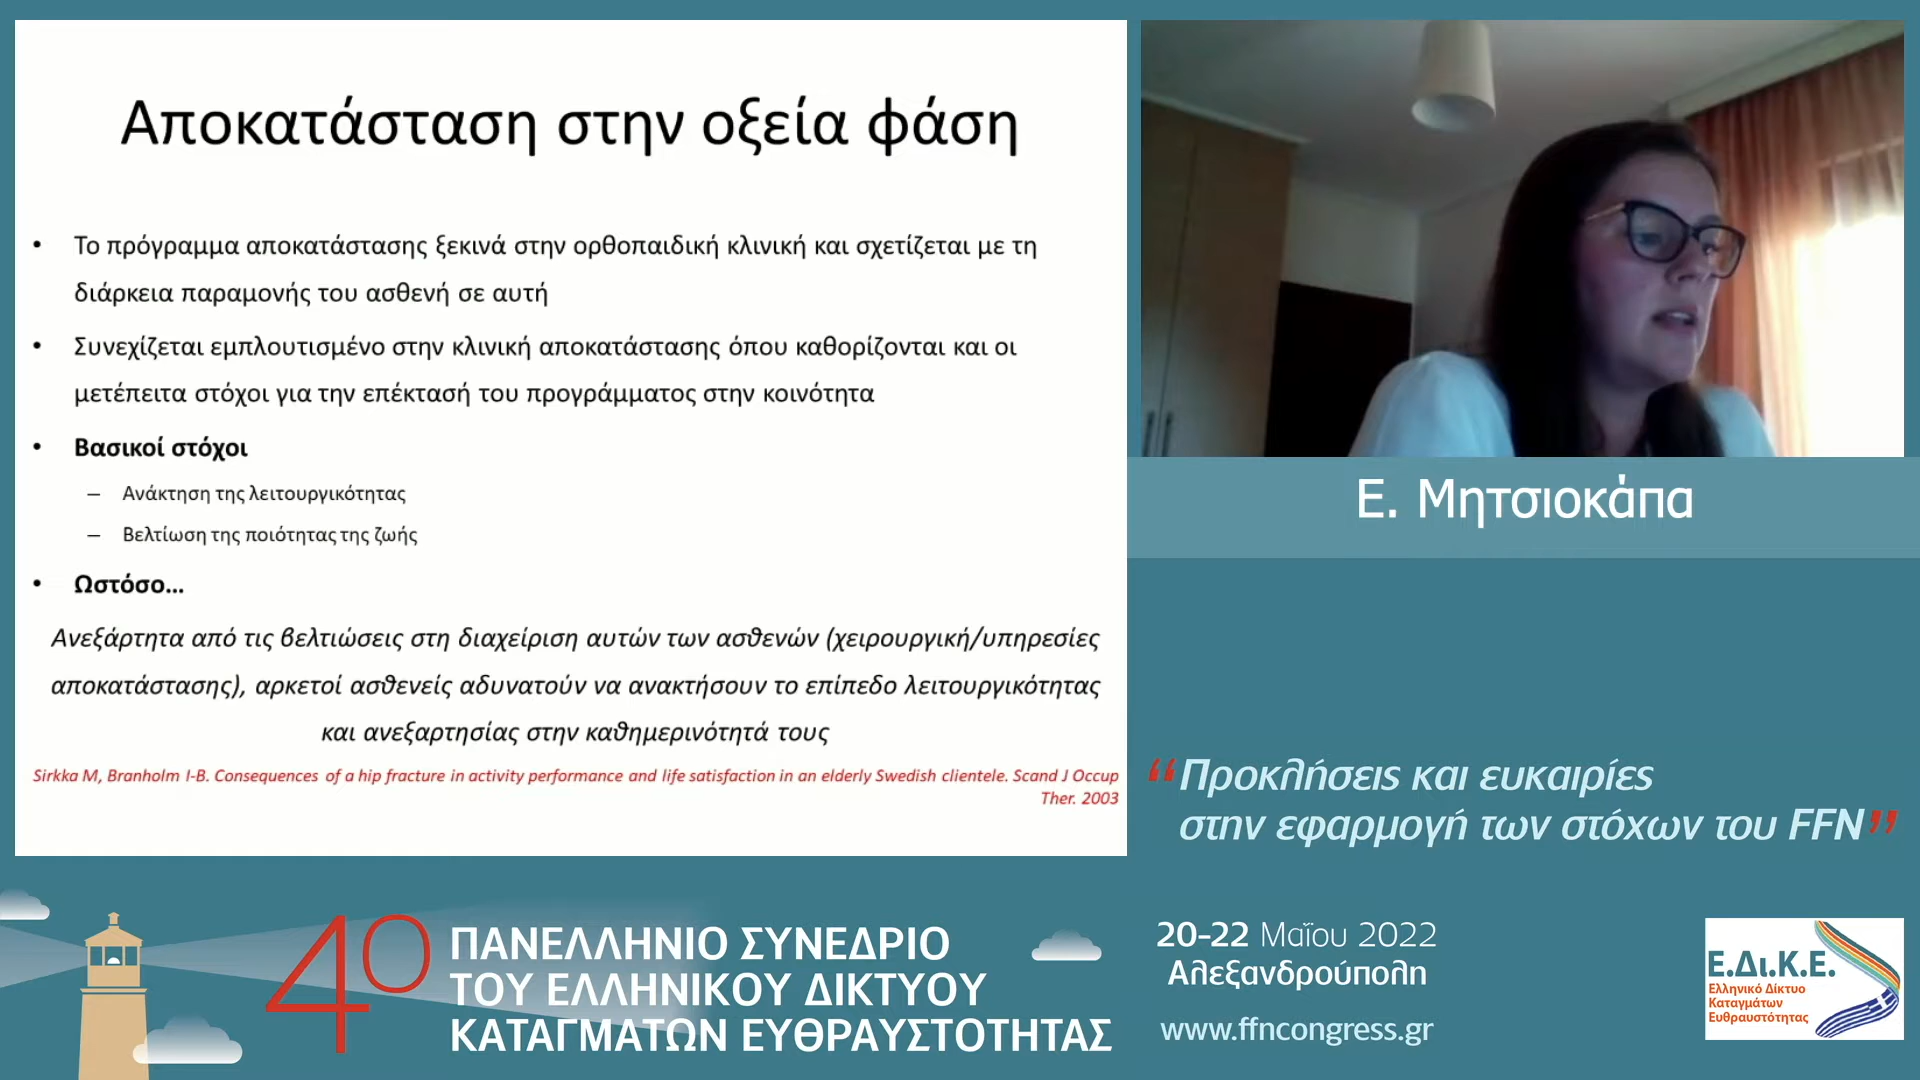 Αποκατάσταση στην οξεία φάση
• Το πρόγραμμα αποκατάστασης ξεκινά στην ορθοπαιδική κλινική και σχετίζεται με τη
διάρκεια παραμονής του ασθενή σε αυτή
• Συνεχίζεται εμπλουτισμένο στην κλινική αποκατάστασης όπου καθορίζονται και οι
μετέπειτα στόχοι για την επέκτασή του προγράμματος στην κοινότητα
• Βασικοί στόχοι
– Ανάκτηση της λειτουργικότητας
– Βελτίωση της ποιότητας της ζωής
• Ωστόσο...
Ανεξάρτητα από τις βελτιώσεις στη διαχείριση αυτών των ασθενών (χειρουργική/υπηρεσίες
αποκατάστασης), αρκετοί ασθενείς αδυνατούν να ανακτήσουν το επίπεδο λειτουργικότητας
και ανεξαρτησίας στην καθημερινότητά τους
Sirkka M, Branholm I-B. Consequences of a hip fracture in activity performance and life satisfaction in an elderly Swedish clientele. Scand J Occup
Ther. 2003
Ε. Μητσιοκάπα
“Προκλήσεις και ευκαιρίες
στην εφαρμογή των στόχων του FFN”
4ο
ΠΑΝΕΛΛΗΝΙΟ ΣΥΝΕΔΡΙΟ
ΤΟΥ ΕΛΛΗΝΙΚΟΥ ΔΙΚΤΥΟΥ
ΚΑΤΑΓΜΑΤΩΝ ΕΥΘΡΑΥΣΤΟΤΗΤΑΣ
20-22 Μαΐου 2022
Αλεξανδρούπολη
www.ffncongress.gr
Ε.Δι.Κ.Ε.
Ελληνικό Δίκτυο
Καταγμάτων
Ευθραυστότητας